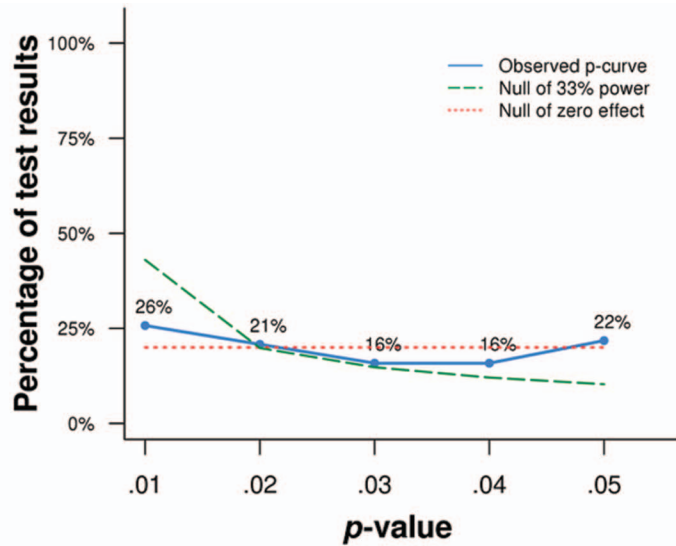 Percentage of test results
100%
75%
50%
25%
0%
Observed p-curve
Null of 33% power
Null of zero effect
26%
21%
16%
16%
22%
.01 .02 .03 .04 .05
p-value